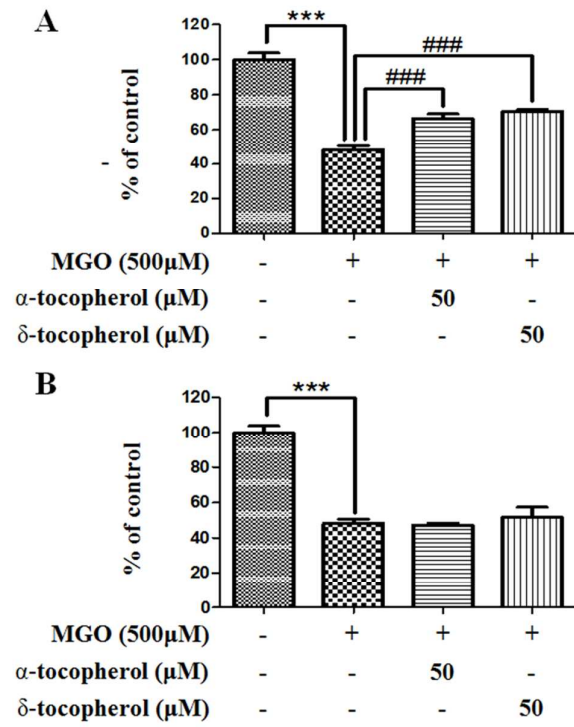 A
***
###
###
120
100
80
60
40
20
0
-
% of control
MGO (500μM) - + + +
α-tocopherol (μM) - - 50 -
δ-tocopherol (μM) - - - 50
B
***
120
100
80
60
40
20
0
% of control
MGO (500μM) - + + +
α-tocopherol (μM) - - 50 -
δ-tocopherol (μM) - - - 50